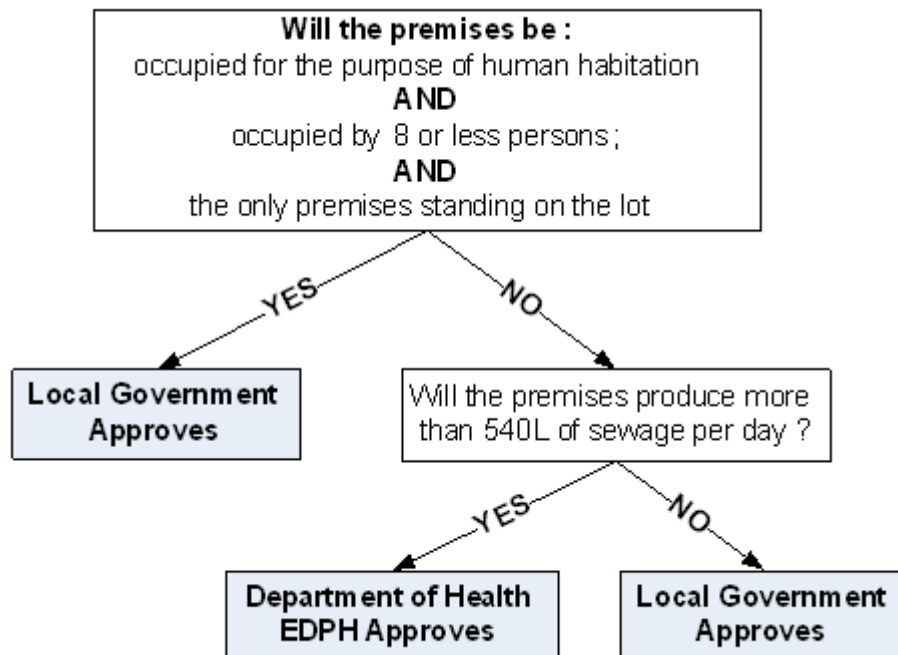 Will the premises be :
occupied for the purpose of human habitation
AND
occupied by 8 or less persons ;
AND
the only premises standing on the lot
YES
NO
Local Government
Approves
Will the premises produce more
than 540L of sewage per day ?
YES
NO
Department of Health
EDPH Approves
Local Government
Approves